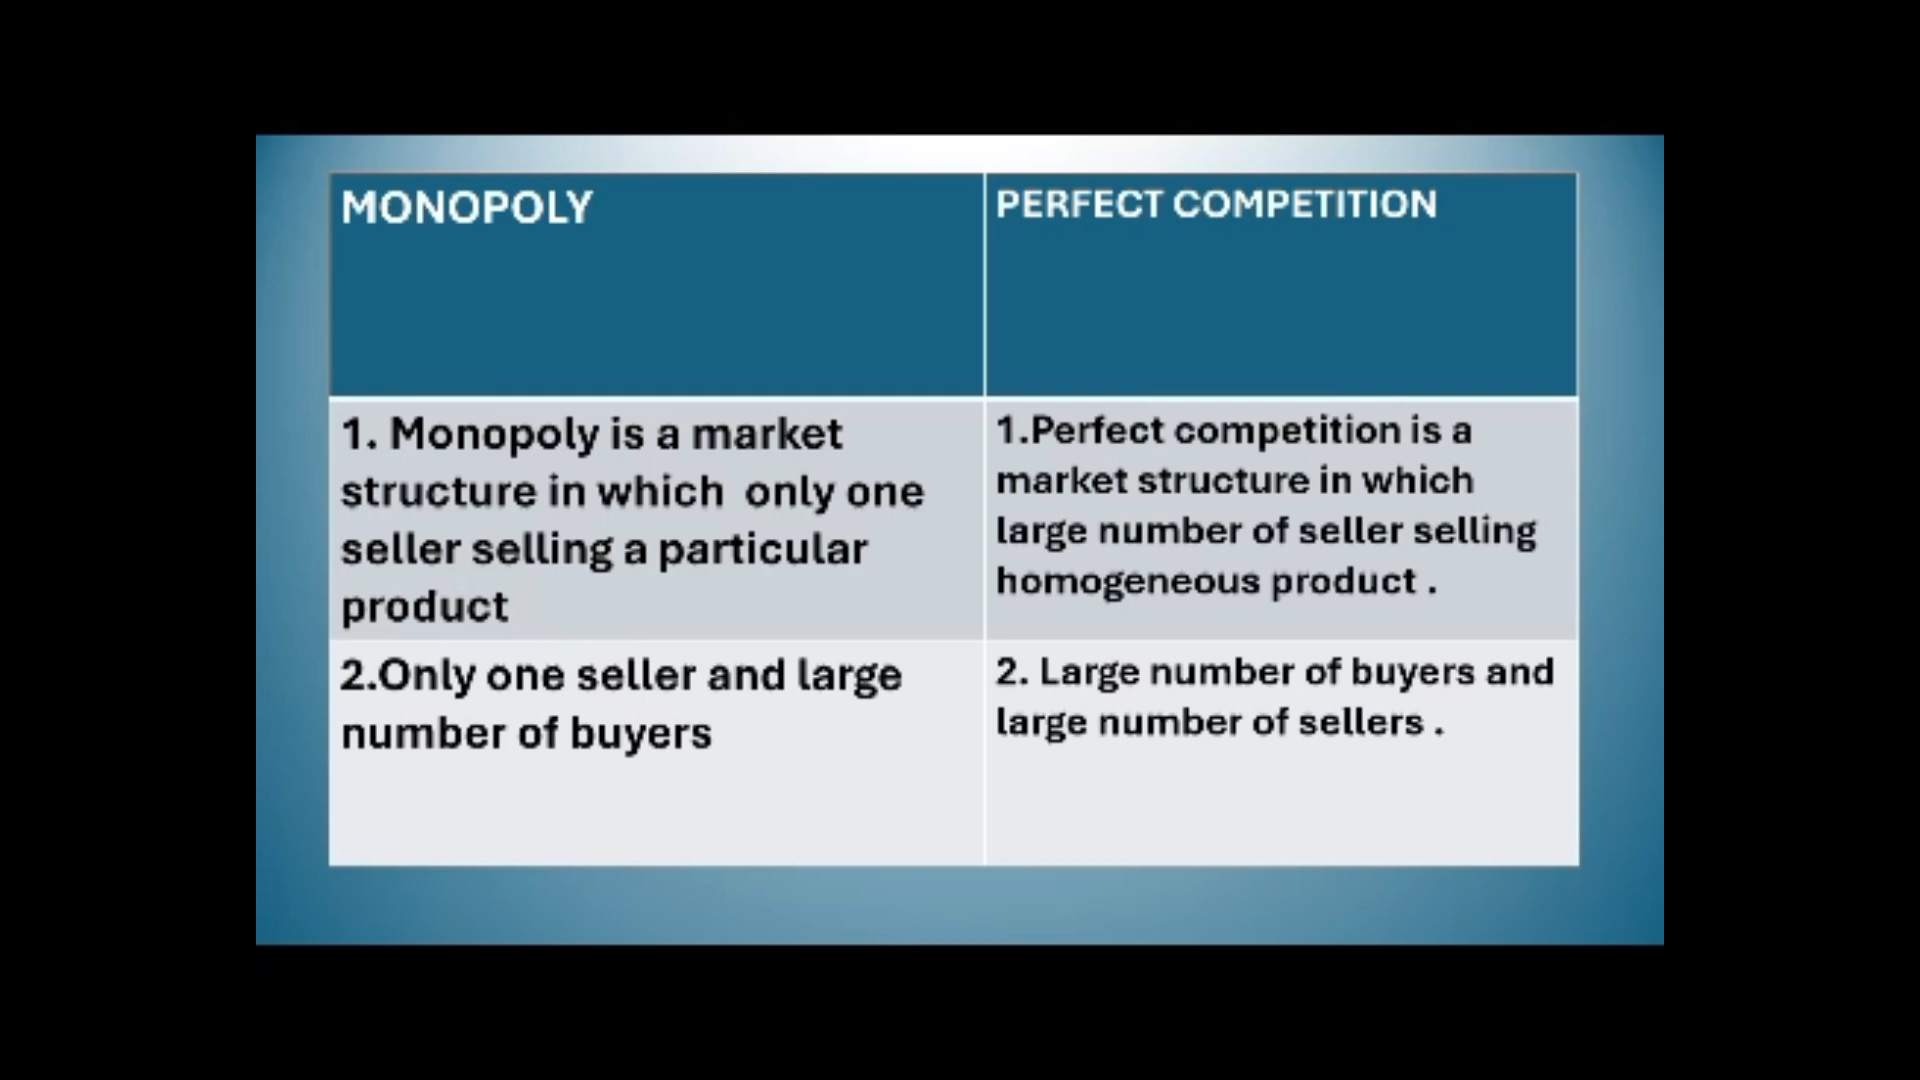 MONOPOLY
PERFECT COMPETITION
1. Monopoly is a market
structure in which only one
seller selling a particular
product
1.Perfect competition is a
market structure in which
large number of seller selling
homogeneous product .
2.Only one seller and large
number of buyers
2. Large number of buyers and
large number of sellers .